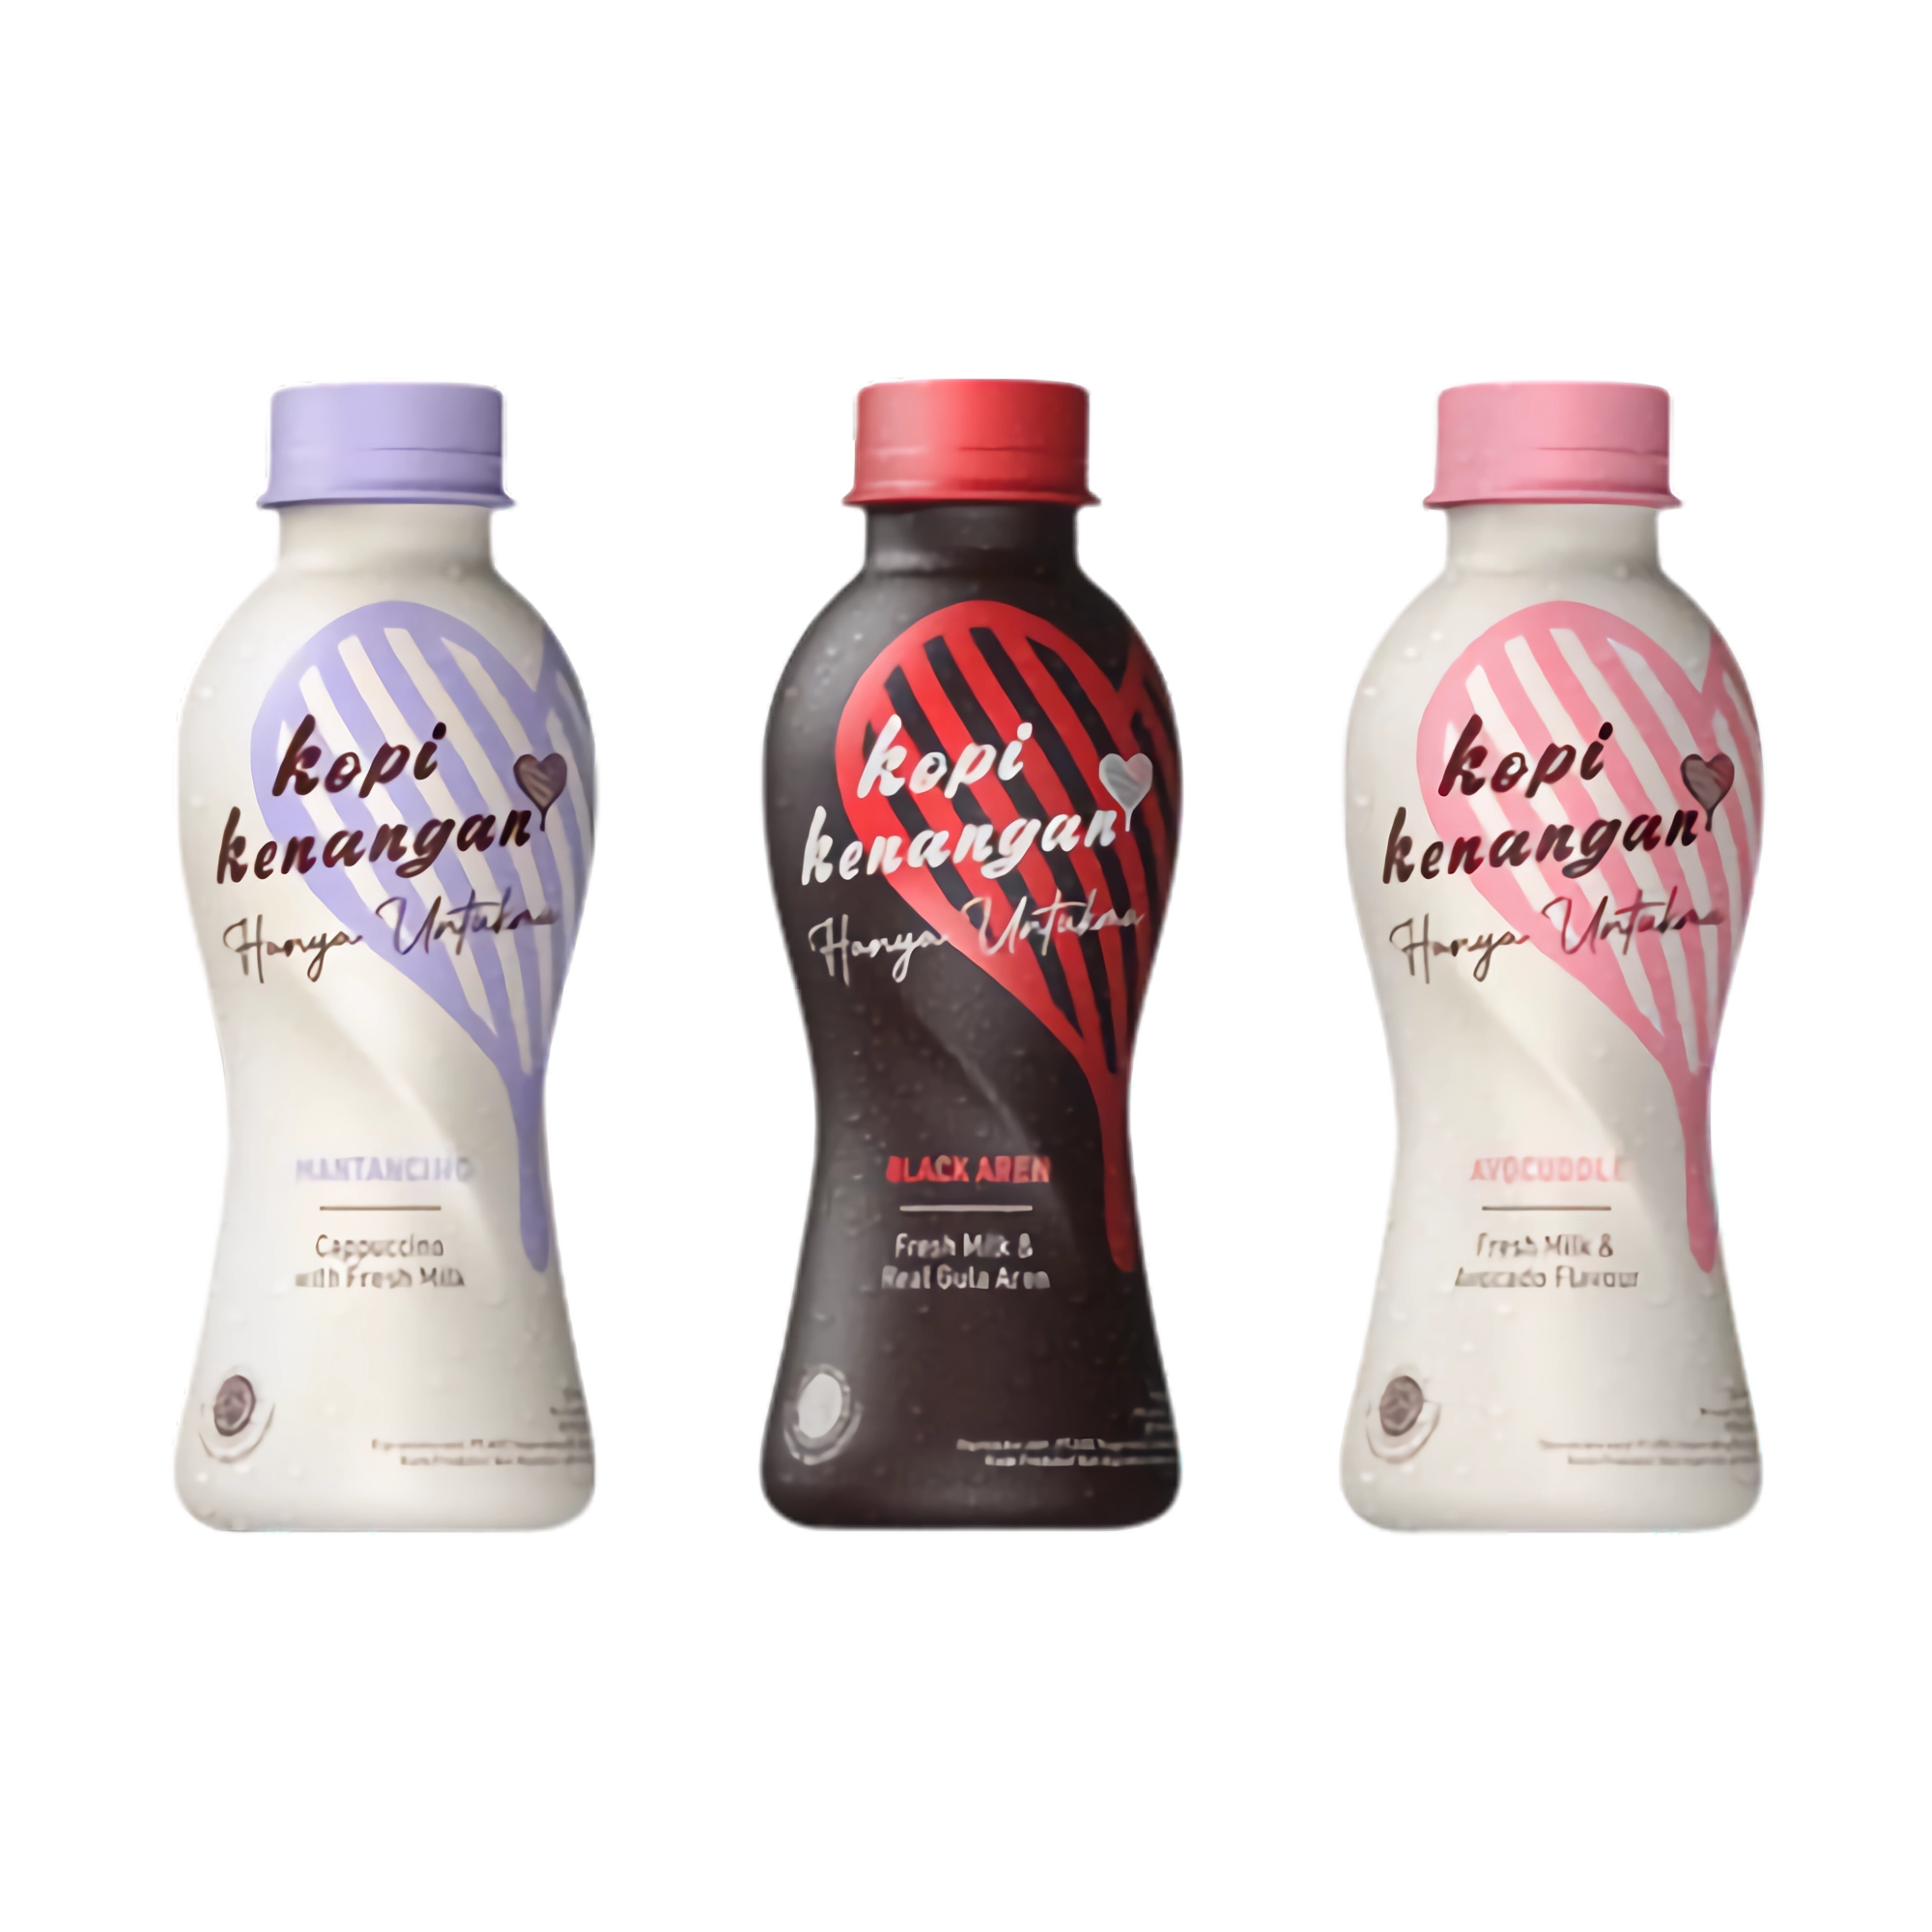 kopi
kenangan
Hanya Untukmu
MANTANCINO
Cappuccino
with Fresh Milk
kopi
kenangan
Hanya Untukmu
BLACK AREN
Fresh Milk &
Real Gula Aren
kopi
kenangan
Hanya Untukmu
AVOCUDDLE
Fresh Milk &
Avocado Flavour